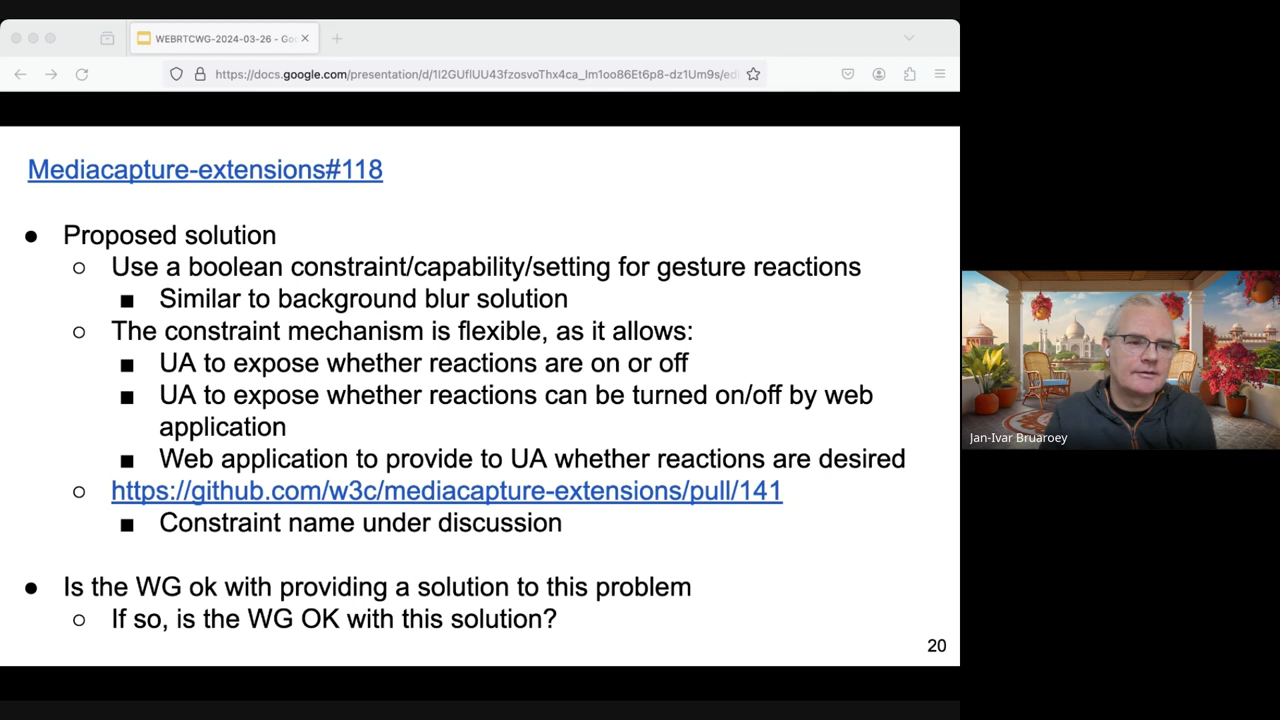 WEBRTCWG-2024-03-26 - Goo
https://docs.google.com/presentation/d/1I2GUfIUU43fzosvoThx4ca_Im1oo86Et6p8-dz1Um9s/edi
Mediacapture-extensions#118
● Proposed solution
○ Use a boolean constraint/capability/setting for gesture reactions
■ Similar to background blur solution
○ The constraint mechanism is flexible, as it allows:
■ UA to expose whether reactions are on or off
■ UA to expose whether reactions can be turned on/off by web
application
■ Web application to provide to UA whether reactions are desired
○ https://github.com/w3c/mediacapture-extensions/pull/141
■ Constraint name under discussion
● Is the WG ok with providing a solution to this problem
○ If so, is the WG OK with this solution?
20
Jan-Ivar Bruaroey